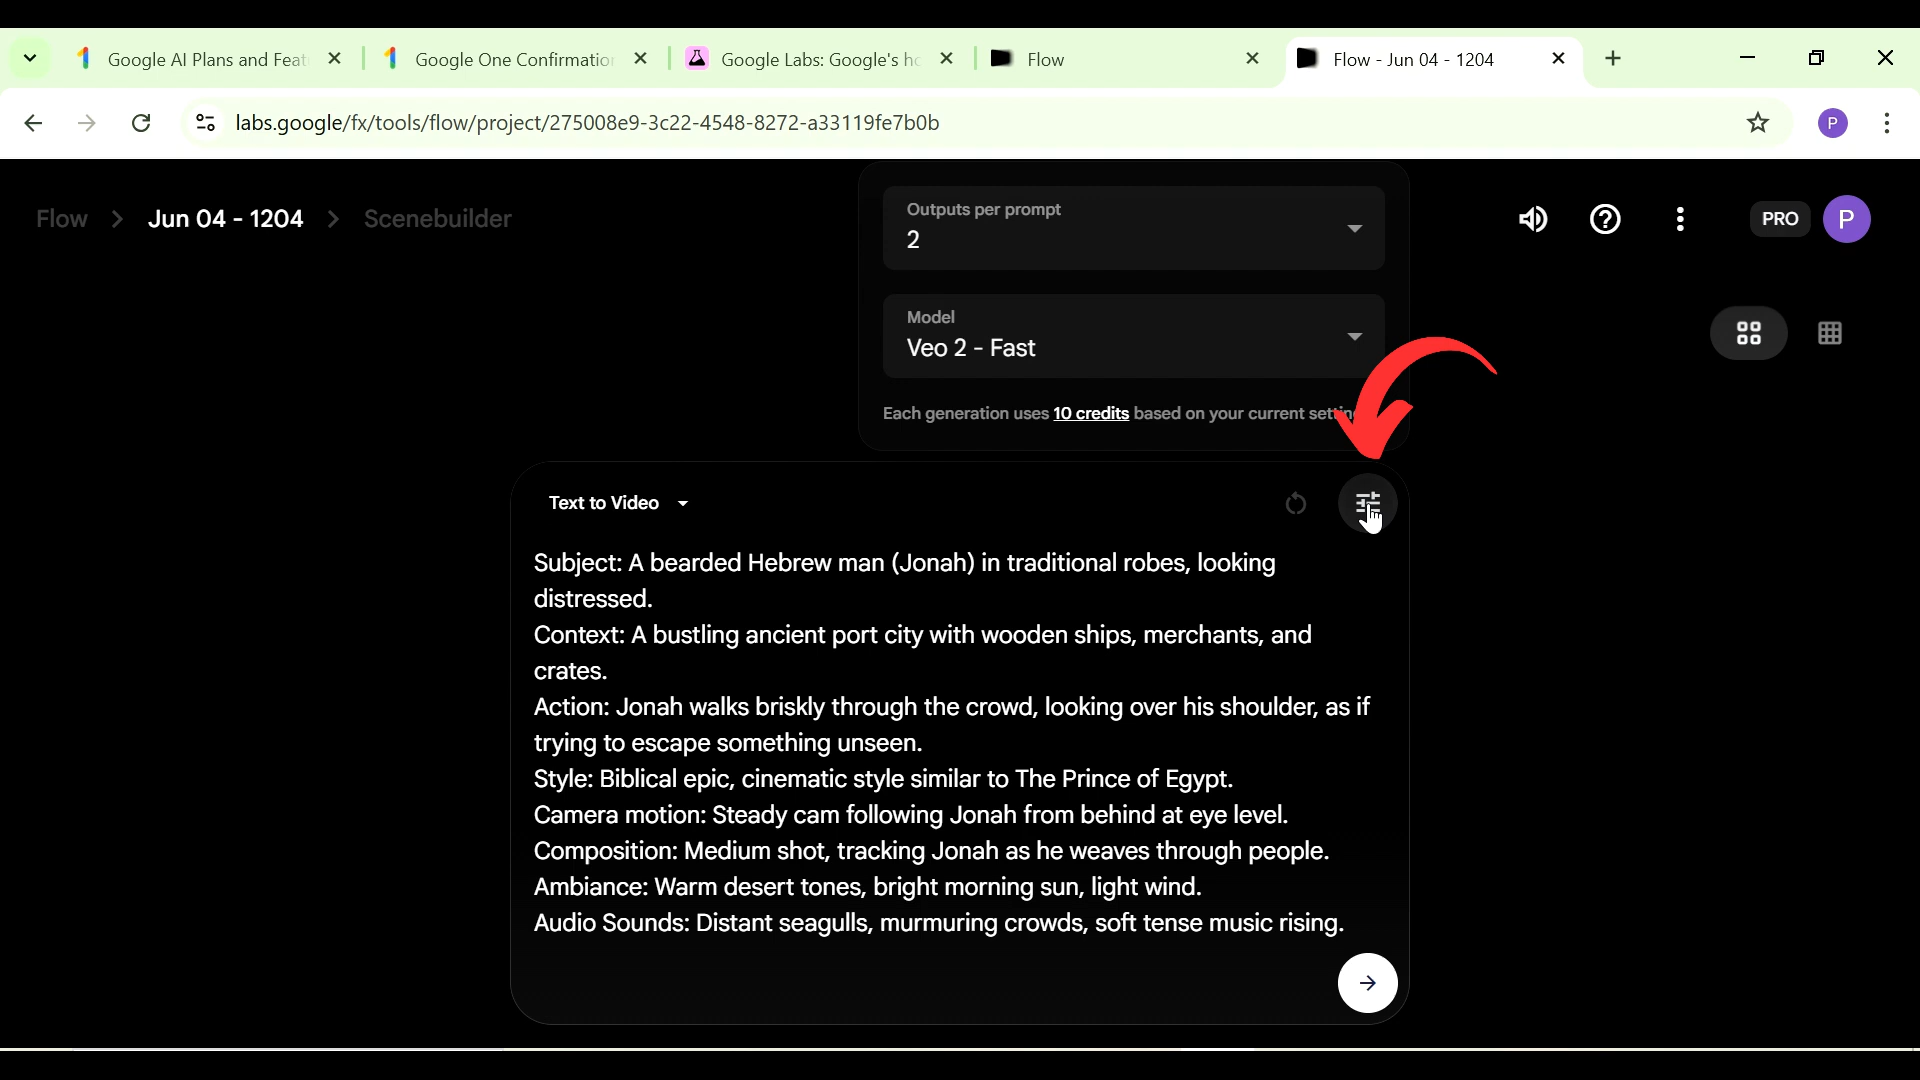 Google AI Plans and Feat
Google One Confirmation
Google Labs: Google's ho
Flow
Flow - Jun 04 - 1204
labs.google/fx/tools/flow/project/275008e9-3c22-4548-8272-a33119fe7b0b
P
Flow > Jun 04 - 1204 > Scenebuilder
PRO
P
Outputs per prompt
2
Model
Veo 2 - Fast
Each generation uses 10 credits based on your current
Text to Video
Subject: A bearded Hebrew man (Jonah) in traditional robes, looking
distressed.
Context: A bustling ancient port city with wooden ships, merchants, and
crates.
Action: Jonah walks briskly through the crowd, looking over his shoulder, as if
trying to escape something unseen.
Style: Biblical epic, cinematic style similar to The Prince of Egypt.
Camera motion: Steady cam following Jonah from behind at eye level.
Composition: Medium shot, tracking Jonah as he weaves through people.
Ambiance: Warm desert tones, bright morning sun, light wind.
Audio Sounds: Distant seagulls, murmuring crowds, soft tense music rising.